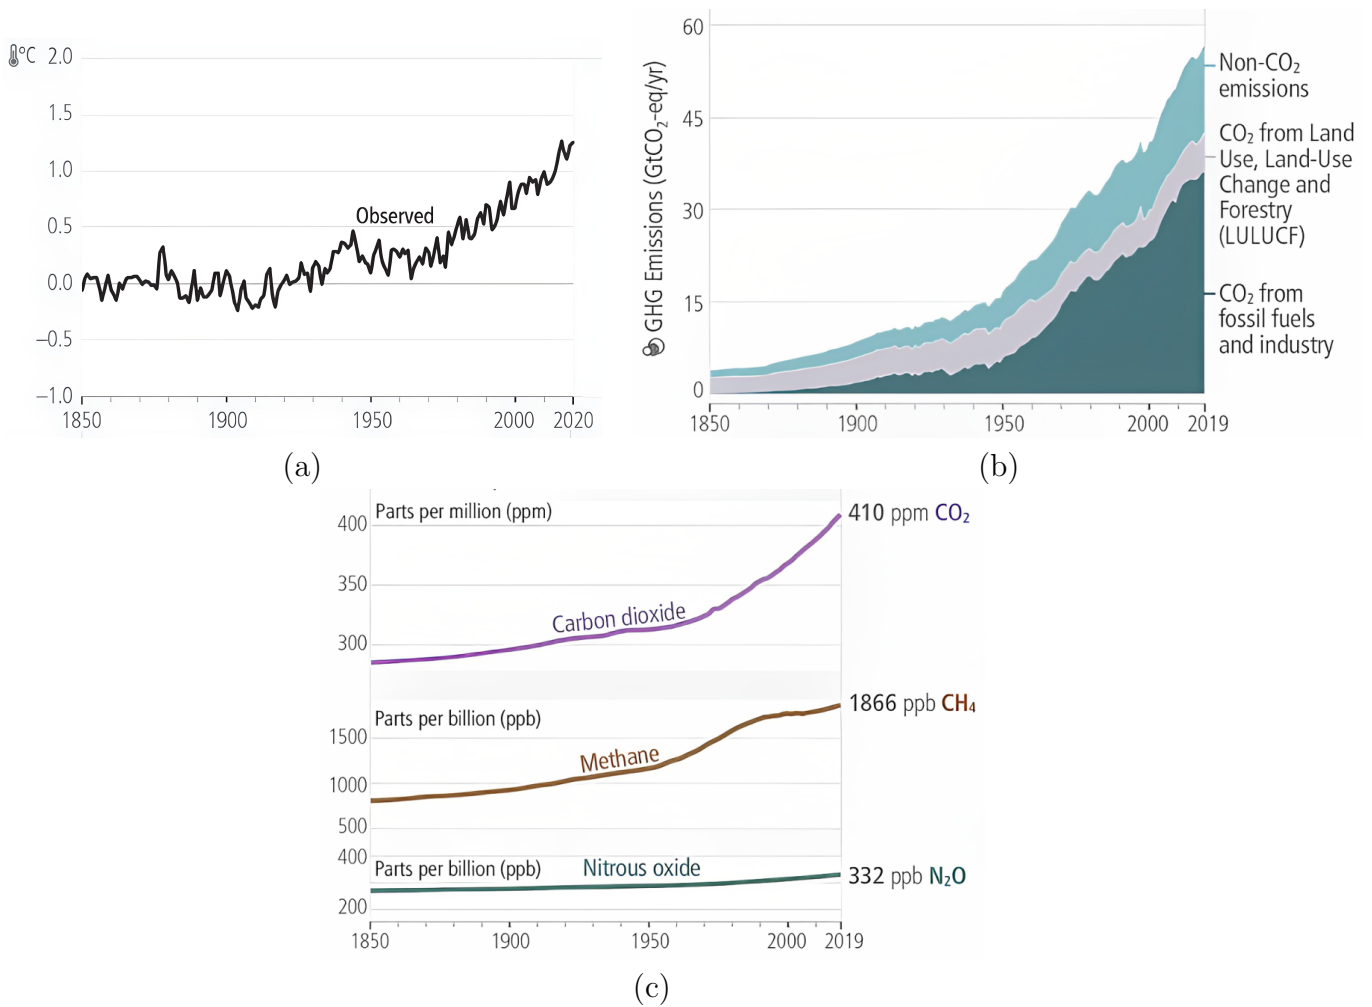 °C 2.0
1.5
1.0
0.5
0.0
−0.5
−1.0
Observed
1850 1900 1950 2000 2020
(a)
GHG Emissions (GtCO₂-eq/yr)
60
45
30
15
0
1850 1900 1950 2000 2019
Non-CO₂
emissions
CO₂ from Land
Use, Land-Use
Change and
Forestry
(LULUCF)
CO₂ from
fossil fuels
and industry
(b)
Parts per million (ppm)
400
350
300
Carbon dioxide
410 ppm CO₂
Parts per billion (ppb)
1500
1000
500
Methane
1866 ppb CH₄
400
Parts per billion (ppb)
200
Nitrous oxide
332 ppb N₂O
1850 1900 1950 2000 2019
(c)